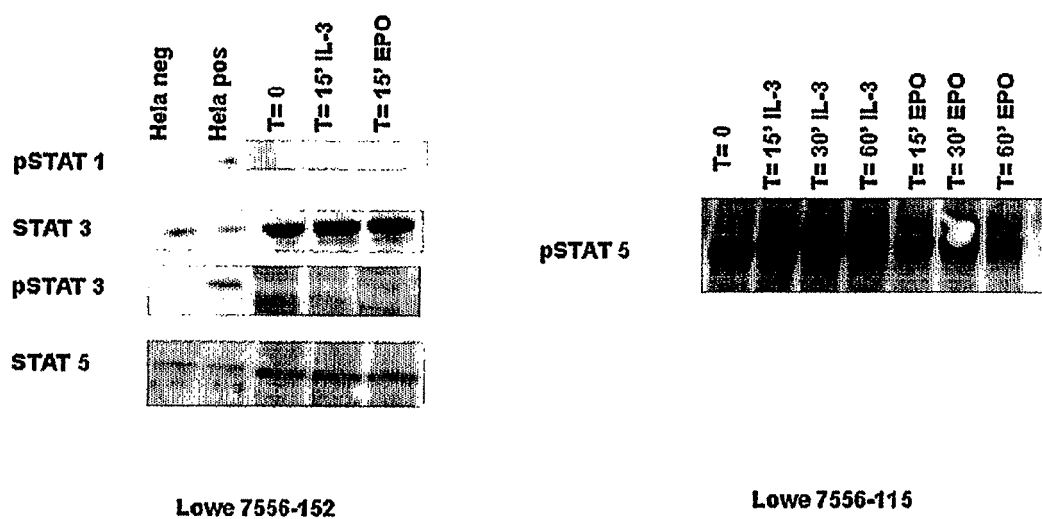 Hela neg
Hela pos
T= 0
T= 15' IL-3
T= 15' EPO
pSTAT 1
STAT 3
pSTAT 3
STAT 5
Lowe 7556-152
T= 0
T= 15' IL-3
T= 30' IL-3
T= 60' IL-3
T= 15' EPO
T= 30' EPO
T= 60' EPO
pSTAT 5
Lowe 7556-115